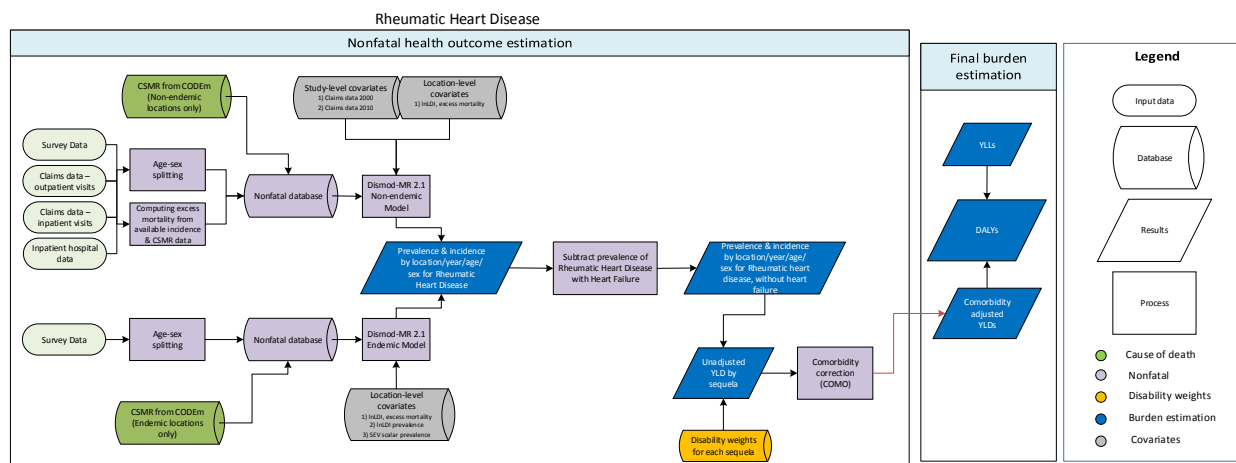 Rheumatic Heart Disease
Nonfatal health outcome estimation
CSMR from CODEm
(Non-endemic
locations only)
Study-level covariates
1) Claims data 2000
2) Claims data 2010
Location-level
covariates
1) lnLDI, excess mortality
Survey Data
Claims data –
outpatient visits
Claims data –
inpatient visits
Inpatient hospital
data
Age-sex
splitting
Computing excess
mortality from
available incidence
& CSMR data
Nonfatal database
Dismod-MR 2.1
Non-endemic
Model
Prevalence & incidence
by location/year/age/
sex for Rheumatic
Heart Disease
Subtract prevalence of
Rheumatic Heart Disease
with Heart Failure
Prevalence & incidence
by location/year/age/
sex for Rheumatic heart
disease, without heart
failure
Survey Data
Age-sex
splitting
Nonfatal database
Dismod-MR 2.1
Endemic Model
CSMR from CODEm
(Endemic locations
only)
Location-level
covariates
1) lnLDI, excess mortality
2) lnLDI prevalence
3) SEV scalar prevalence
Unadjusted
YLD by
sequela
Comorbidity
correction
(COMO)
Disability weights
for each sequela
Final burden
estimation
YLLs
DALYs
Comorbidity
adjusted
YLDs
Legend
Input data
Database
Results
Process
Cause of death
Nonfatal
Disability weights
Burden estimation
Covariates